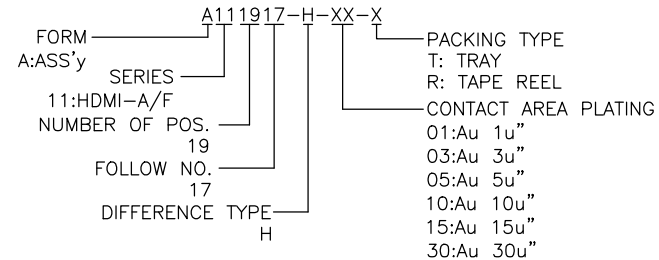 A111917-H-XX-X
FORM
A:ASS'y
SERIES
11:HDMI-A/F
NUMBER OF POS.
19
FOLLOW NO.
17
DIFFERENCE TYPE
H
PACKING TYPE
T: TRAY
R: TAPE REEL
CONTACT AREA PLATING
01:Au 1u"
03:Au 3u"
05:Au 5u"
10:Au 10u"
15:Au 15u"
30:Au 30u"